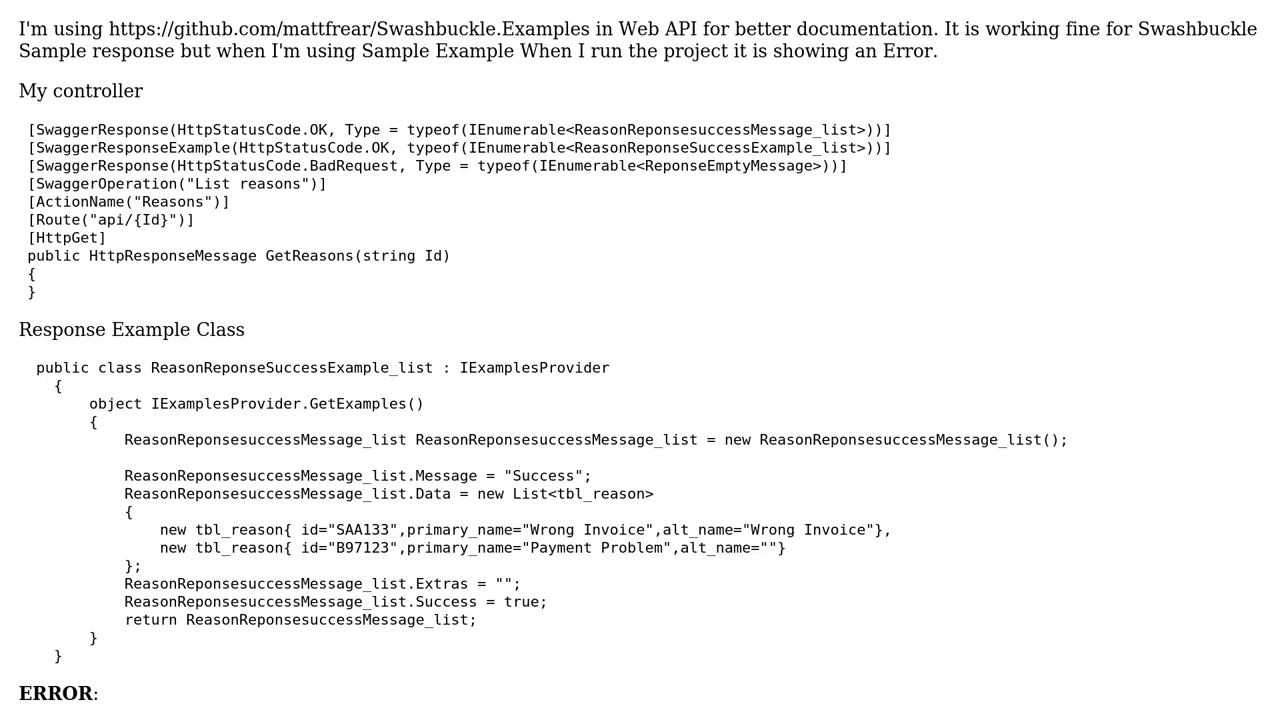 I'm using https://github.com/mattfrear/Swashbuckle.Examples in Web API for better documentation. It is working fine for Swashbuckle
Sample response but when I'm using Sample Example When I run the project it is showing an Error.
My controller
[SwaggerResponse(HttpStatusCode.OK, Type = typeof(IEnumerable<ReasonReponsesuccessMessage_list>))]
[SwaggerResponseExample(HttpStatusCode.OK, typeof(IEnumerable<ReasonReponseSuccessExample_list>))]
[SwaggerResponse(HttpStatusCode.BadRequest, Type = typeof(IEnumerable<ReponseEmptyMessage>))]
[SwaggerOperation("List reasons")]
[ActionName("Reasons")]
[Route("api/{Id}")]
[HttpGet]
public HttpResponseMessage GetReasons(string Id)
{
}
Response Example Class
public class ReasonReponseSuccessExample_list : IExamplesProvider
{
object IExamplesProvider.GetExamples()
{
ReasonReponsesuccessMessage_list ReasonReponsesuccessMessage_list = new ReasonReponsesuccessMessage_list();
ReasonReponsesuccessMessage_list.Message = "Success";
ReasonReponsesuccessMessage_list.Data = new List<tbl_reason>
{
new tbl_reason{ id="SAA133",primary_name="Wrong Invoice",alt_name="Wrong Invoice"},
new tbl_reason{ id="B97123",primary_name="Payment Problem",alt_name=""}
};
ReasonReponsesuccessMessage_list.Extras = "";
ReasonReponsesuccessMessage_list.Success = true;
return ReasonReponsesuccessMessage_list;
}
}
ERROR: